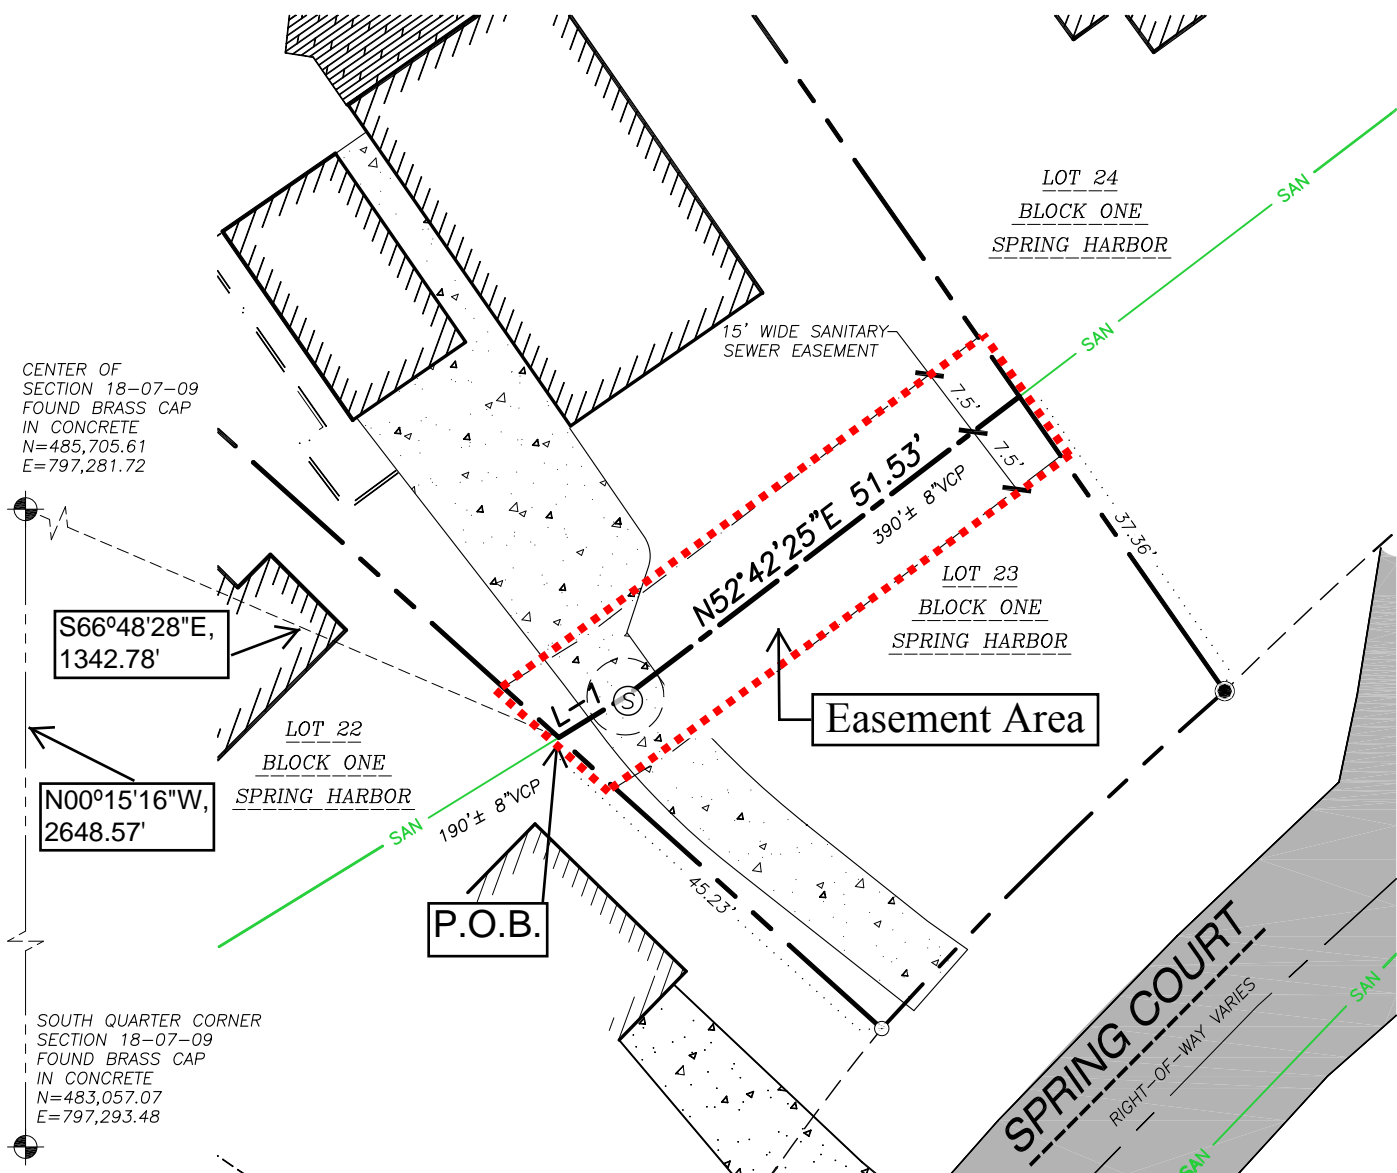 LOT 24
BLOCK ONE
SPRING HARBOR
SAN
SAN
15' WIDE SANITARY
SEWER EASEMENT
7.5'
7.5'
CENTER OF
SECTION 18-07-09
FOUND BRASS CAP
IN CONCRETE
N=485,705.61
E=797,281.72
N52°42'25"E 51.53'
390'± 8"VCP
37.36'
LOT 23
BLOCK ONE
SPRING HARBOR
S66º48'28"E,
1342.78'
L-1
S
Easement Area
LOT 22
BLOCK ONE
SPRING HARBOR
N00º15'16"W,
2648.57'
SAN
190'± 8"VCP
45.23'
P.O.B.
SPRING COURT
RIGHT-OF-WAY VARIES
SAN
SAN
SOUTH QUARTER CORNER
SECTION 18-07-09
FOUND BRASS CAP
IN CONCRETE
N=483,057.07
E=797,293.48